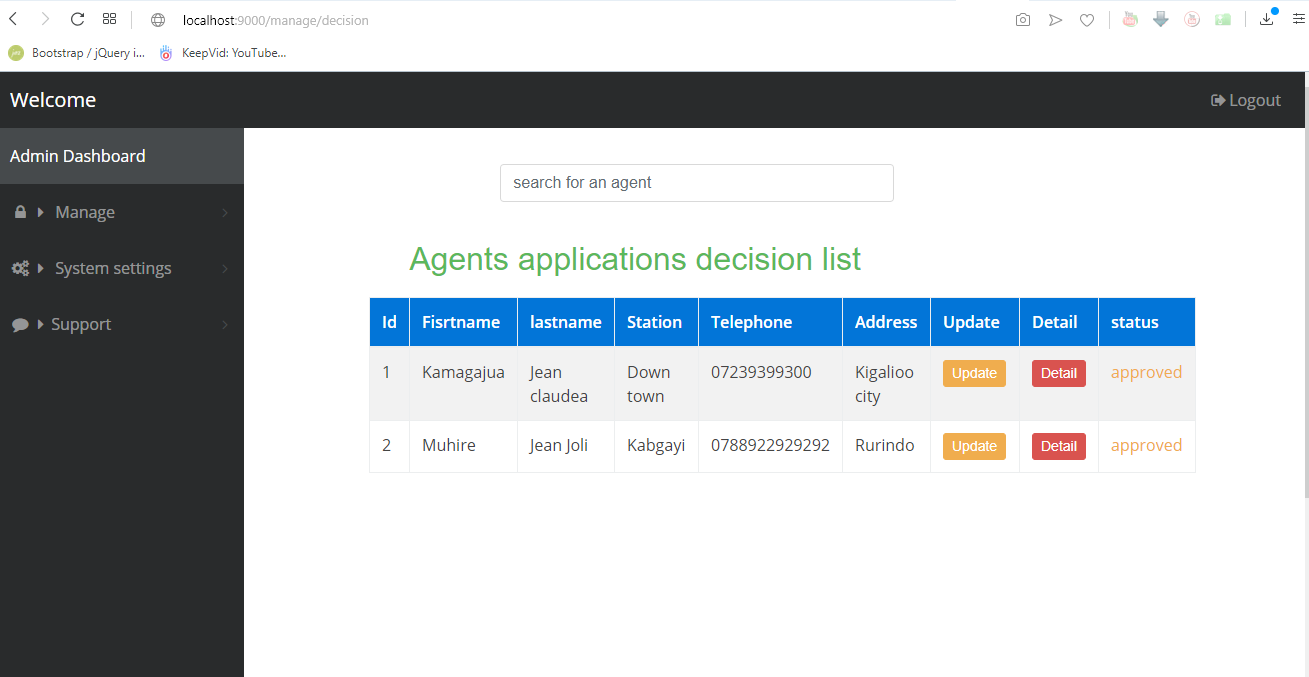 localhost:9000/manage/decision
Bootstrap / jQuery i... KeepVid: YouTube...
Welcome Logout
Admin Dashboard
Manage
System settings
Support
search for an agent
Agents applications decision list
Id Fisrtname lastname Station Telephone Address Update Detail status
1 Kamagajua Jean claudea Down town 07239399300 Kigalioo city Update Detail approved
2 Muhire Jean Joli Kabgayi 0788922929292 Rurindo Update Detail approved